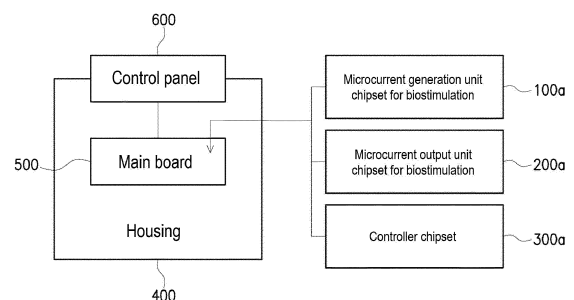 600
Control panel
500
Main board
Housing
400
Microcurrent generation unit
chipset for biostimulation
100a
Microcurrent output unit
chipset for biostimulation
200a
Controller chipset
300a